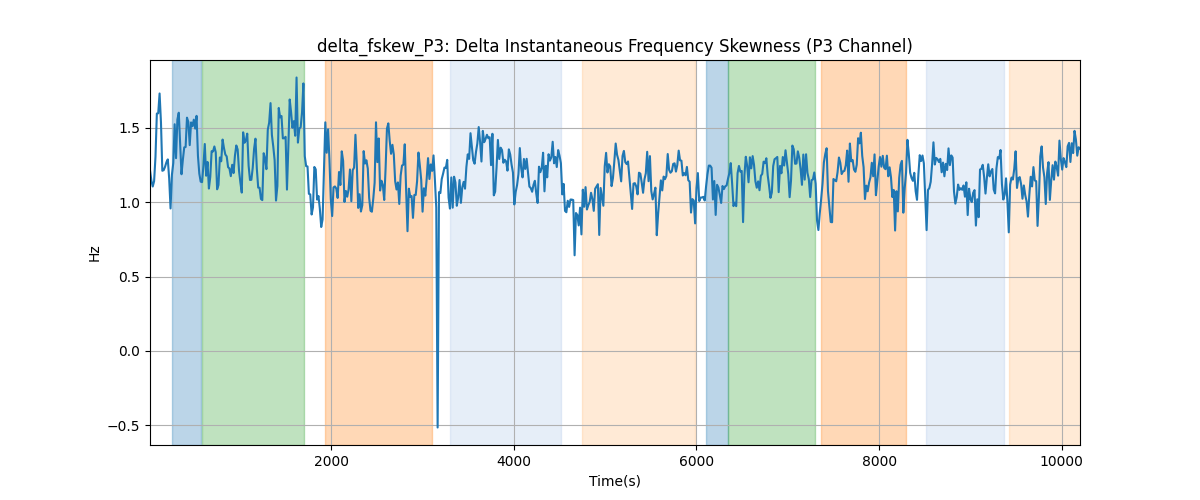 delta_fskew_P3: Delta Instantaneous Frequency Skewness (P3 Channel)
1.5
1.0
0.5
0.0
−0.5
Hz
2000 4000 6000 8000 10000
Time(s)